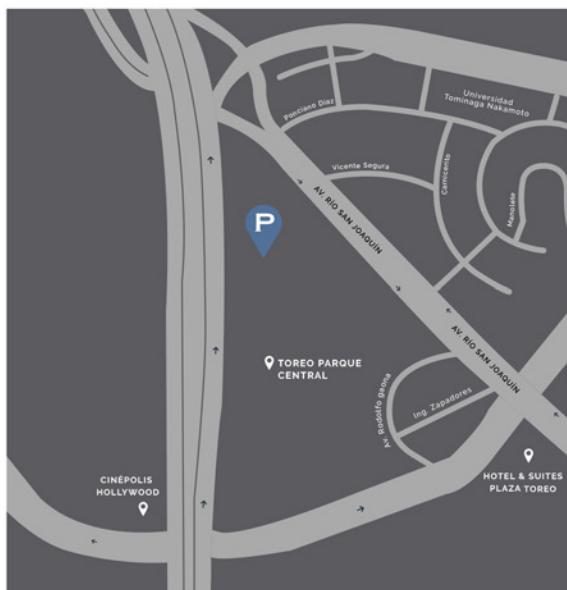 Universidad
Tominaga Nakamoto
Ponciano Díaz
Vicente Segura
Carnicerito
Manolete
AV. RÍO SAN JOAQUÍN
P
AV. RÍO SAN JOAQUÍN
TOREO PARQUE
CENTRAL
Av. Rodolfo gaona
Ing. Zapadores
CINÉPOLIS
HOLLYWOOD
HOTEL & SUITES
PLAZA TOREO